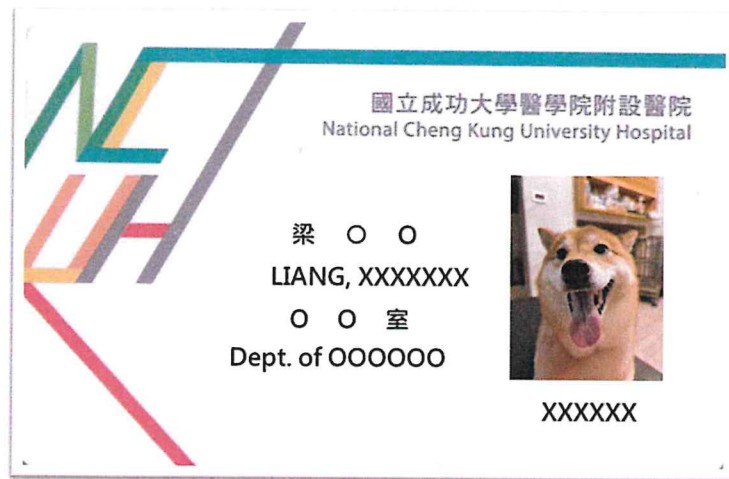 NCUH
國立成功大學醫學院附設醫院
National Cheng Kung University Hospital
梁 〇 O
LIANG, XXXXXXX
O O 室
Dept. of OOOOOO
XXXXXX